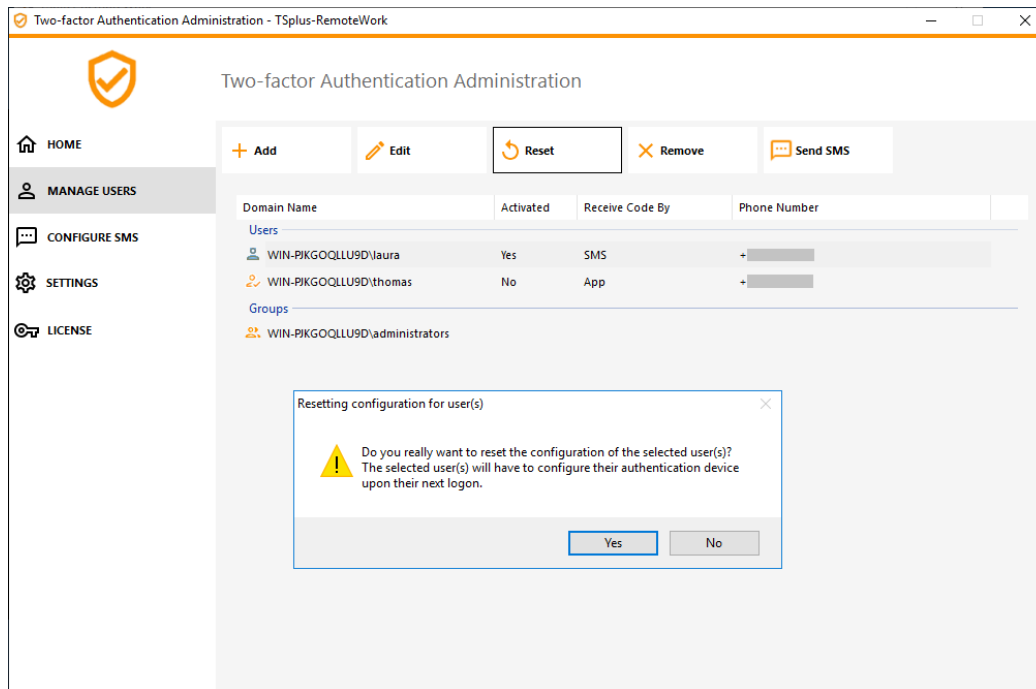 Two-factor Authentication Administration - TSplus-RemoteWork
Two-factor Authentication Administration
HOME
MANAGE USERS
CONFIGURE SMS
SETTINGS
LICENSE
Add Edit Reset Remove Send SMS
Domain Name Activated Receive Code By Phone Number
Users
WIN-PJKGOQLLU9D\laura Yes SMS +
WIN-PJKGOQLLU9D\thomas No App +
Groups
WIN-PJKGOQLLU9D\administrators
Resetting configuration for user(s)
Do you really want to reset the configuration of the selected user(s)?
The selected user(s) will have to configure their authentication device
upon their next logon.
Yes No